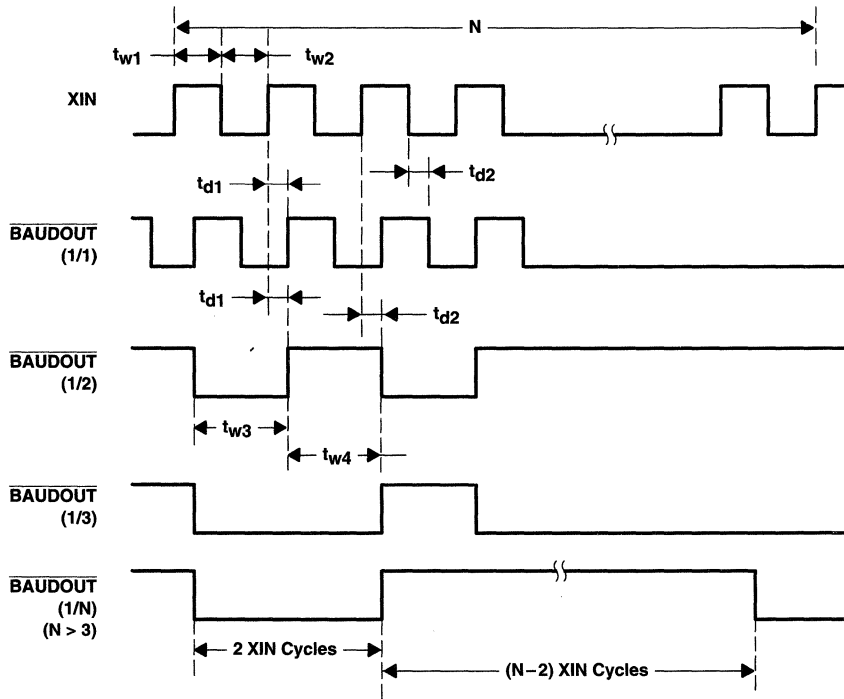 N
tw1
tw2
XIN
td1
td2
BAUDOUT
(1/1)
td1
td2
BAUDOUT
(1/2)
tw3
tw4
BAUDOUT
(1/3)
BAUDOUT
(1/N)
(N > 3)
2 XIN Cycles
(N−2) XIN Cycles